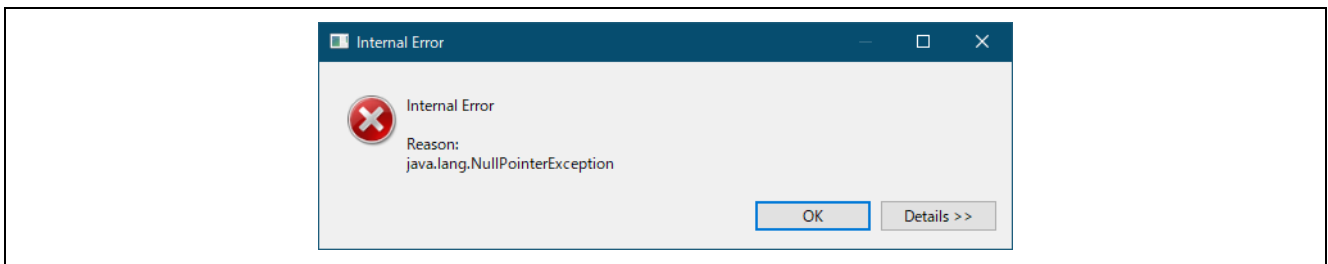 Internal Error
Internal Error
Reason:
java.lang.NullPointerException
OK
Details >>